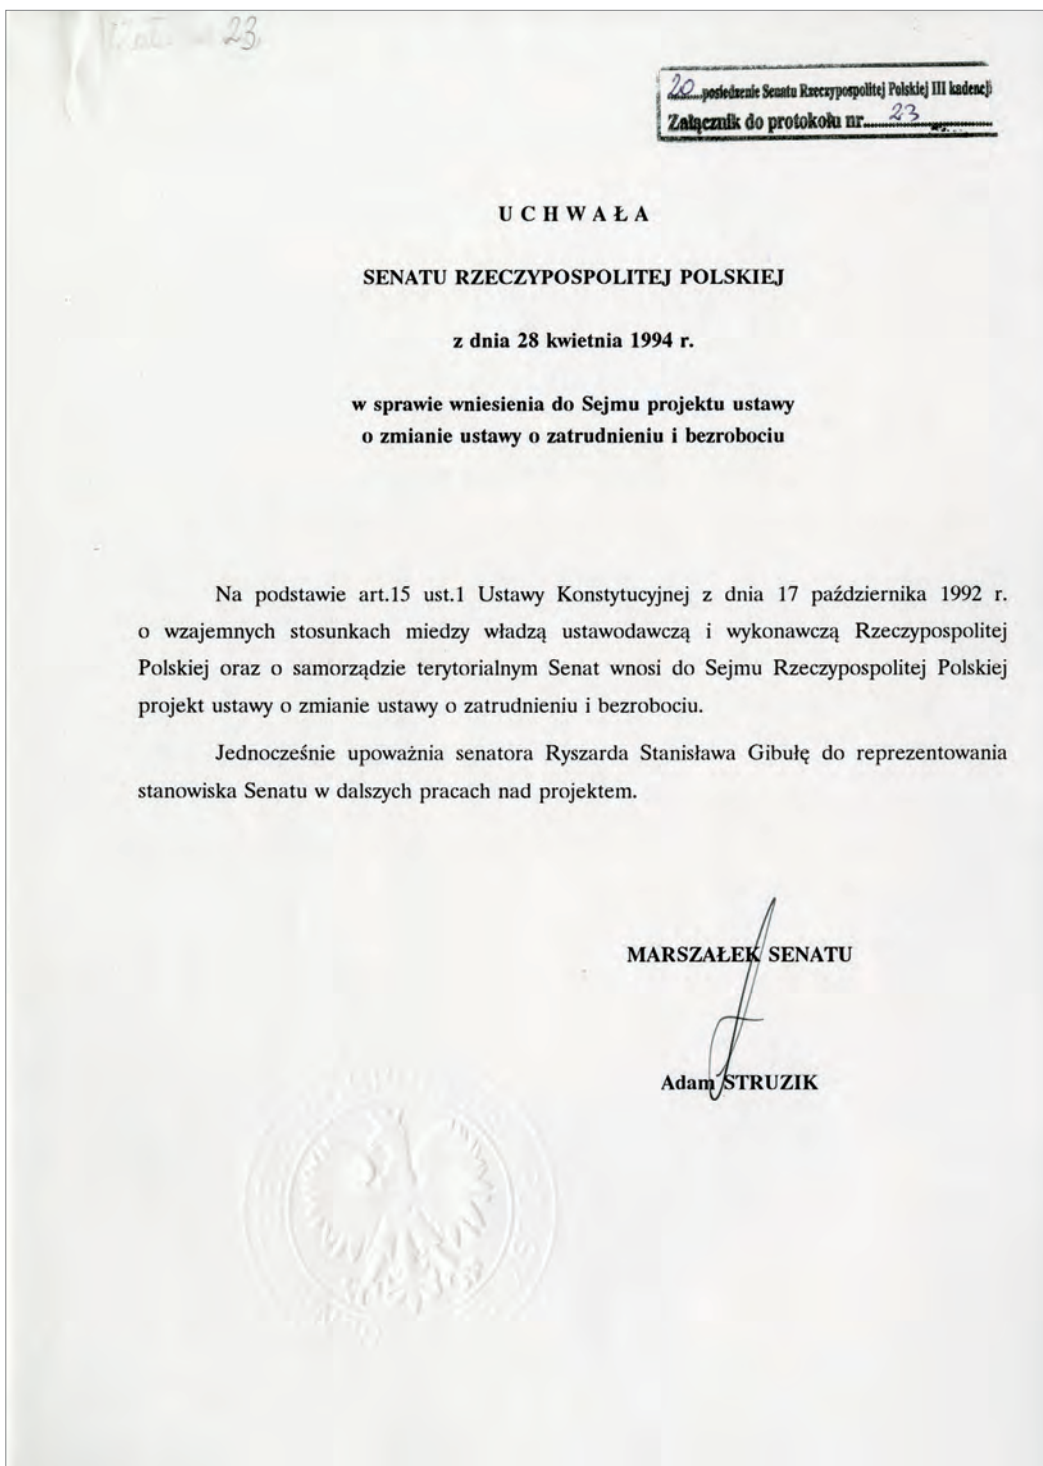 23.
20 posiedzenie Senatu Rzeczypospolitej Polskiej III kadencji
Załącznik do protokołu nr 23
UCHWAŁA
SENATU RZECZYPOSPOLITEJ POLSKIEJ
z dnia 28 kwietnia 1994 r.
w sprawie wniesienia do Sejmu projektu ustawy
o zmianie ustawy o zatrudnieniu i bezrobociu
Na podstawie art.15 ust.1 Ustawy Konstytucyjnej z dnia 17 października 1992 r.
o wzajemnych stosunkach miedzy władzą ustawodawczą i wykonawczą Rzeczypospolitej
Polskiej oraz o samorządzie terytorialnym Senat wnosi do Sejmu Rzeczypospolitej Polskiej
projekt ustawy o zmianie ustawy o zatrudnieniu i bezrobociu.
Jednocześnie upoważnia senatora Ryszarda Stanisława Gibułę do reprezentowania
stanowiska Senatu w dalszych pracach nad projektem.
MARSZAŁEK SENATU
Adam STRUZIK